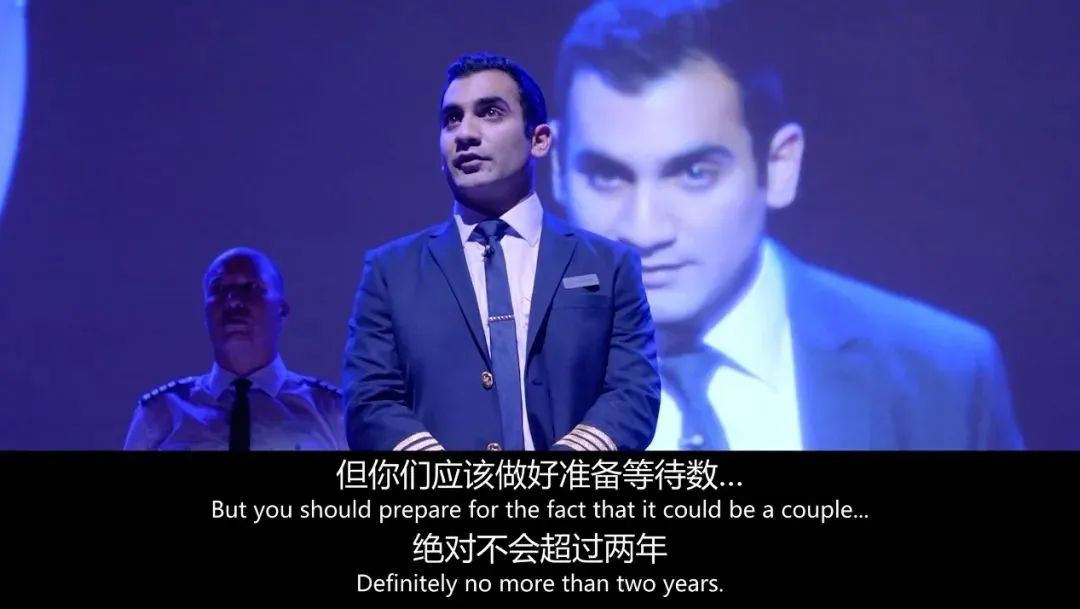 但你们应该做好准备等待数...
But you should prepare for the fact that it could be a couple...
绝对不会超过两年
Definitely no more than two years.